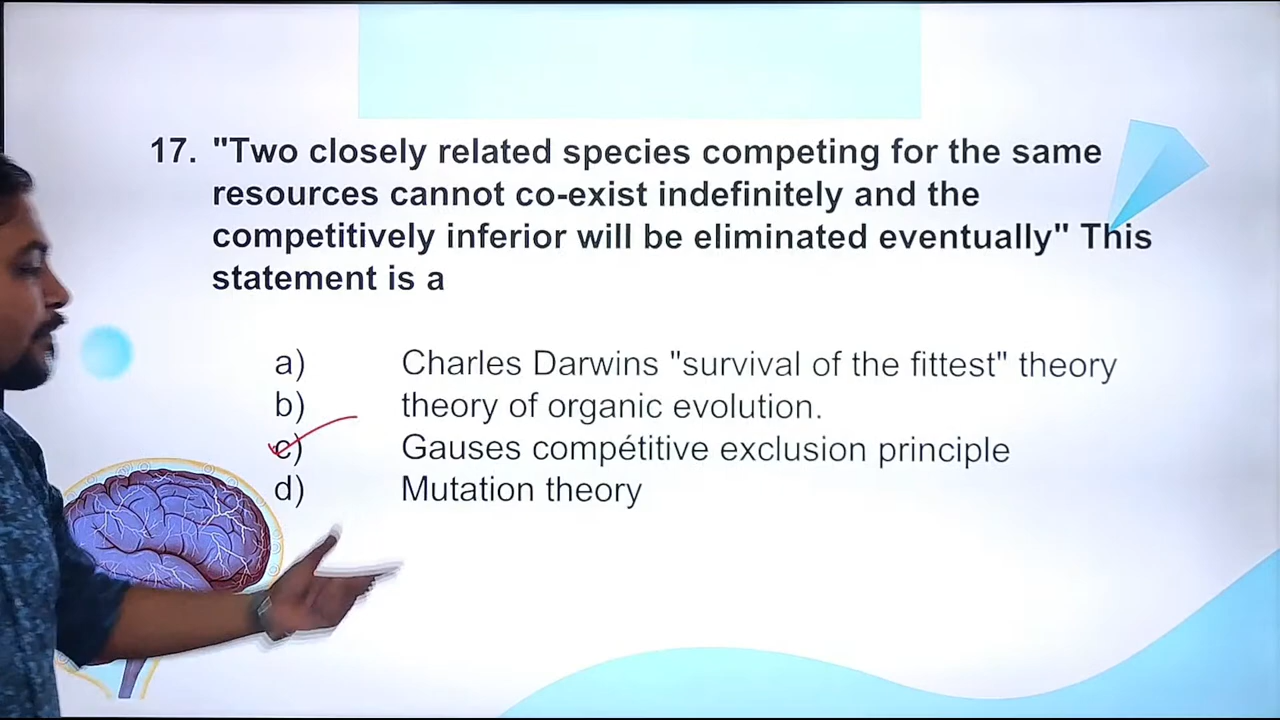 17. "Two closely related species competing for the same
resources cannot co-exist indefinitely and the
competitively inferior will be eliminated eventually" This
statement is a
a) Charles Darwins "survival of the fittest" theory
b) theory of organic evolution.
c) Gauses compétitive exclusion principle
d) Mutation theory